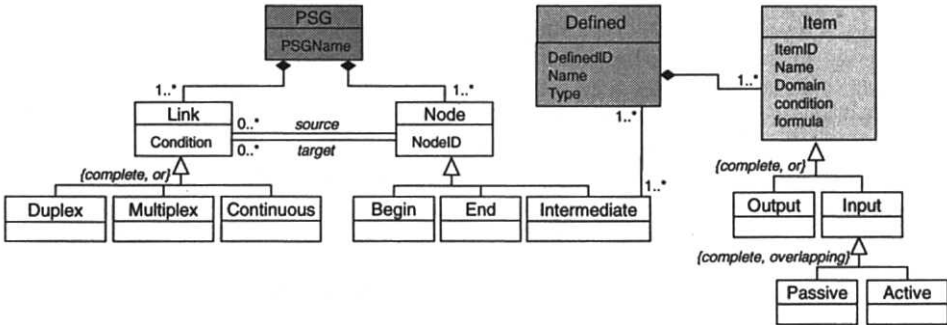 PSG
PSGName
1..*
1..*
Link
Condition
0..*
source
0..*
target
Node
NodeID
{complete, or}
Duplex
Multiplex
Continuous
Begin
End
Intermediate
Defined
DefinedID
Name
Type
1..*
1..*
1..*
Item
ItemID
Name
Domain
condition
formula
{complete, or}
Output
Input
{complete, overlapping}
Passive
Active